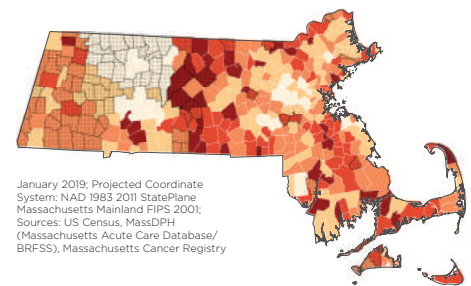 January 2019; Projected Coordinate
System: NAD 1983 2011 StatePlane
Massachusetts Mainland FIPS 2001;
Sources: US Census, MassDPH
(Massachusetts Acute Care Database/
BRFSS), Massachusetts Cancer Registry